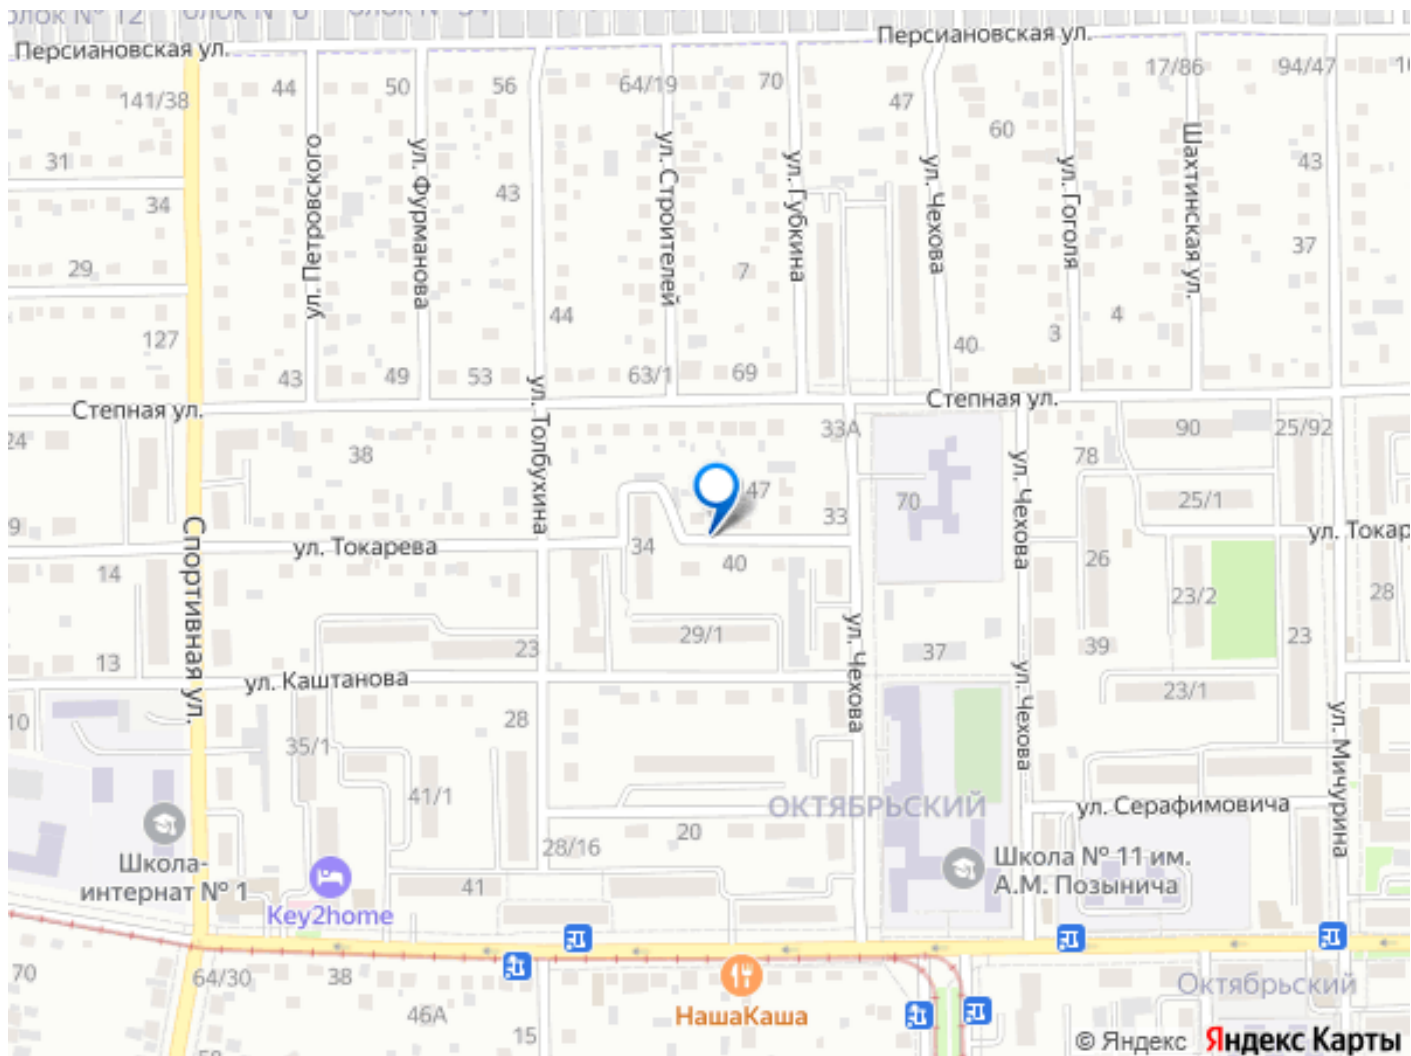 Персиановская ул.
Персиановская ул.
141/38
44
50
56
64/19
70
47
17/86
94/47
60
31
43
34
43
37
ул. Петровского
ул. Фурманова
ул. Строителей
ул. Губкина
ул. Чехова
ул. Гоголя
Шахтинская ул.
29
7
44
4
3
127
40
43
49
53
63/1
69
Степная ул.
Степная ул.
ул. Толбухина
33А
90
25/92
24
38
78
47
70
25/1
33
ул. Чехова
Спортивная ул.
ул. Токарева
34
40
26
14
23/2
28
23
29/1
23
37
39
13
ул. Каштанова
ул. Чехова
ул. Чехова
23/1
10
28
35/1
ул. Мичурина
41/1
ОКТЯБРЬСКИЙ
ул. Серафимовича
20
28/16
Школа-
интернат № 1
Школа № 11 им.
А.М. Позынича
41
Key2home
70
64/30
38
46А
15
НашаКаша
Октябрьский
© Яндекс Яндекс Карты